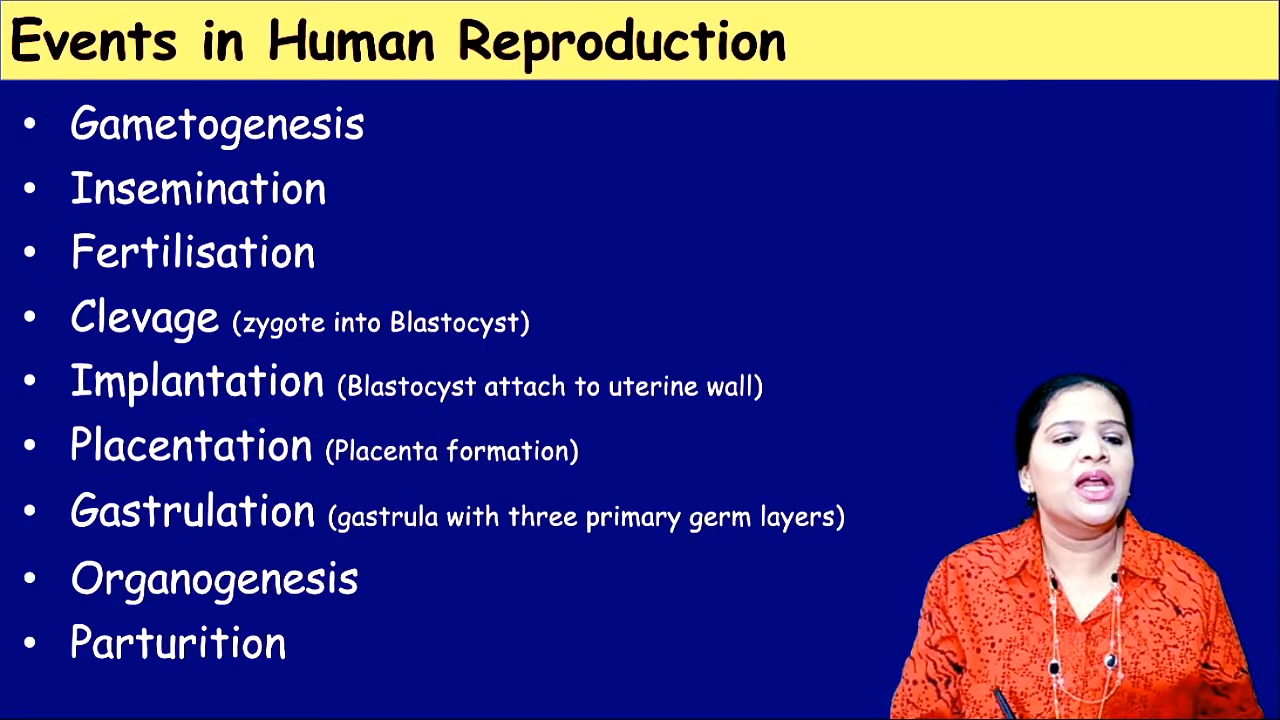 Events in Human Reproduction
• Gametogenesis
• Insemination
• Fertilisation
• Clevage (zygote into Blastocyst)
• Implantation (Blastocyst attach to uterine wall)
• Placentation (Placenta formation)
• Gastrulation (gastrula with three primary germ layers)
• Organogenesis
• Parturition